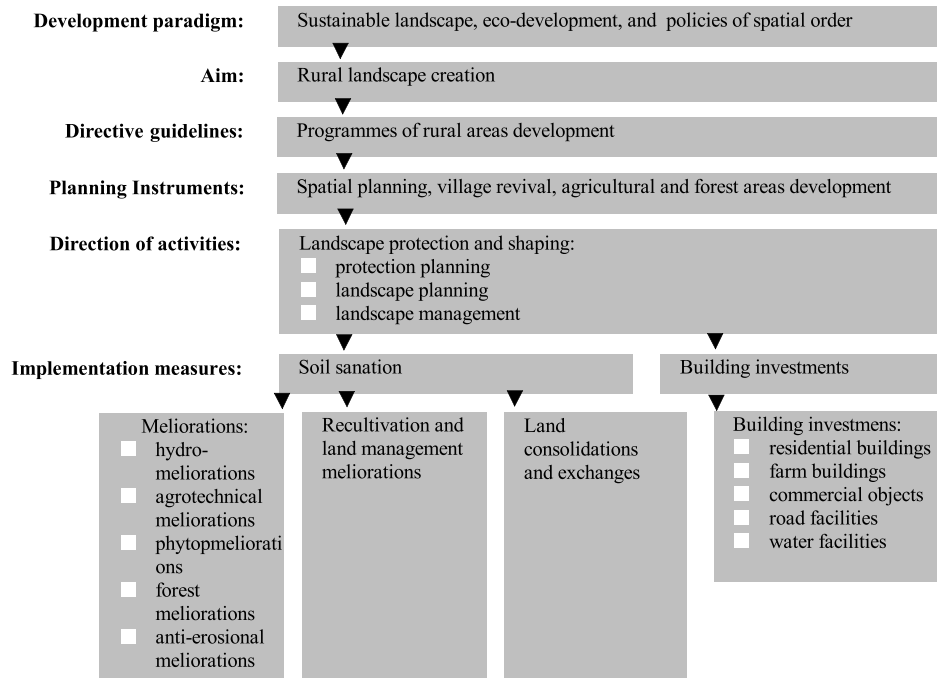 Development paradigm: Sustainable landscape, eco-development, and policies of spatial order
Aim: Rural landscape creation
Directive guidelines: Programmes of rural areas development
Planning Instruments: Spatial planning, village revival, agricultural and forest areas development
Direction of activities: Landscape protection and shaping:
protection planning
landscape planning
landscape management
Implementation measures: Soil sanation
Building investments
Meliorations:
hydro-
meliorations
agrotechnical
meliorations
phytopmeliorati
ons
forest
meliorations
anti-erosional
meliorations
Recultivation and
land management
meliorations
Land
consolidations
and exchanges
Building investmens:
residential buildings
farm buildings
commercial objects
road facilities
water facilities